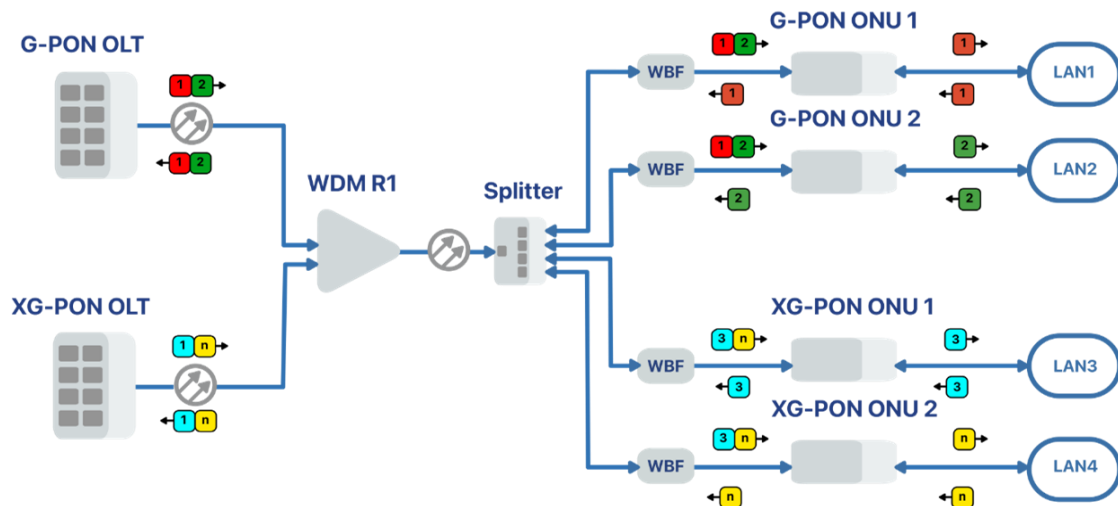 G-PON OLT
1 2
1 2
XG-PON OLT
1 n
1 n
WDM R1
Splitter
G-PON ONU 1
WBF
1 2
1
1
1
LAN1
G-PON ONU 2
WBF
1 2
2
2
2
LAN2
XG-PON ONU 1
WBF
3 n
3
3
3
LAN3
XG-PON ONU 2
WBF
3 n
n
n
n
LAN4